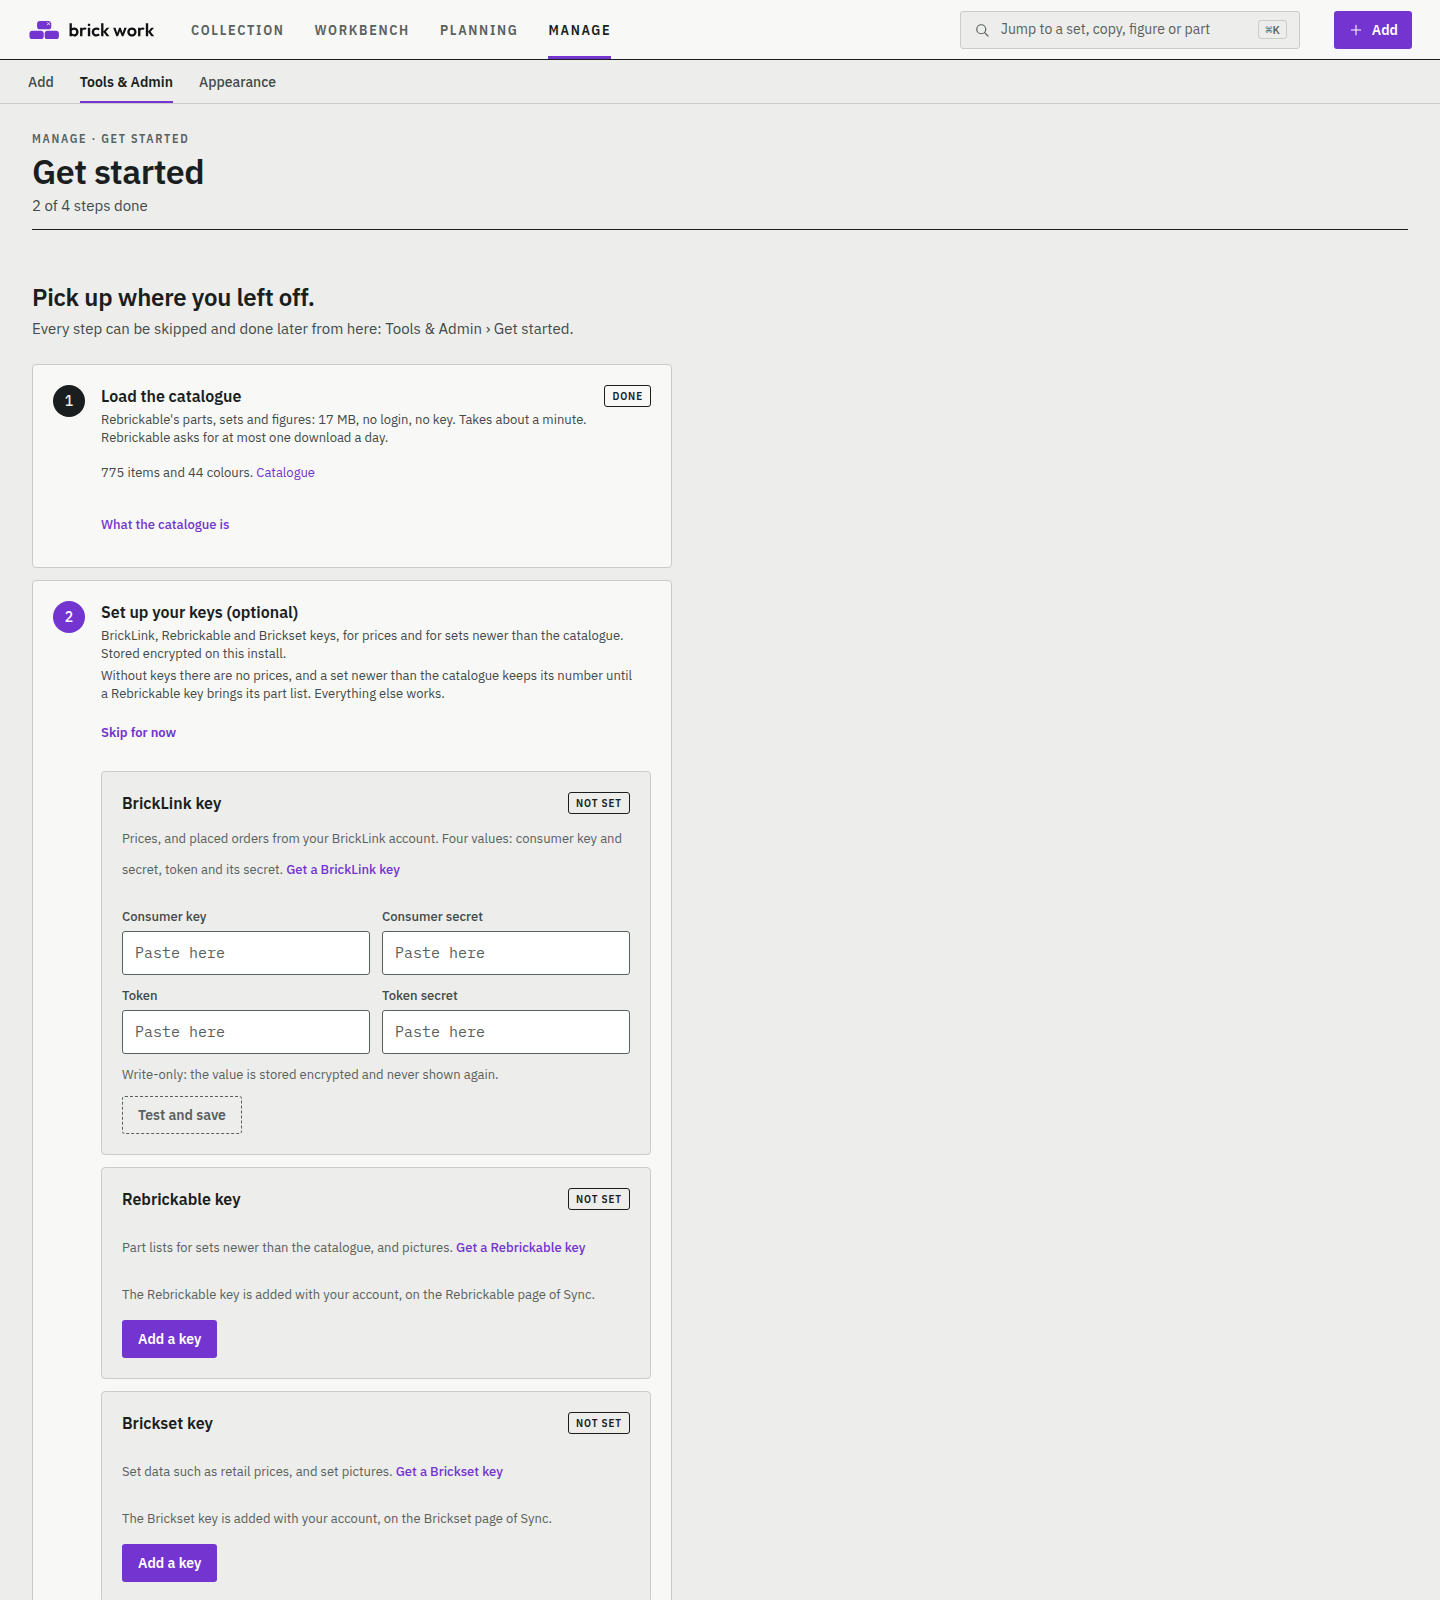 brick work
COLLECTION
WORKBENCH
PLANNING
MANAGE
Jump to a set, copy, figure or part
⌘K
+ Add
Add
Tools & Admin
Appearance
MANAGE · GET STARTED
Get started
2 of 4 steps done
Pick up where you left off.
Every step can be skipped and done later from here: Tools & Admin › Get started.
1
Load the catalogue
DONE
Rebrickable's parts, sets and figures: 17 MB, no login, no key. Takes about a minute.
Rebrickable asks for at most one download a day.
775 items and 44 colours. Catalogue
What the catalogue is
2
Set up your keys (optional)
BrickLink, Rebrickable and Brickset keys, for prices and for sets newer than the catalogue.
Stored encrypted on this install.
Without keys there are no prices, and a set newer than the catalogue keeps its number until
a Rebrickable key brings its part list. Everything else works.
Skip for now
BrickLink key
NOT SET
Prices, and placed orders from your BrickLink account. Four values: consumer key and
secret, token and its secret. Get a BrickLink key
Consumer key
Consumer secret
Paste here
Paste here
Token
Token secret
Paste here
Paste here
Write-only: the value is stored encrypted and never shown again.
Test and save
Rebrickable key
NOT SET
Part lists for sets newer than the catalogue, and pictures. Get a Rebrickable key
The Rebrickable key is added with your account, on the Rebrickable page of Sync.
Add a key
Brickset key
NOT SET
Set data such as retail prices, and set pictures. Get a Brickset key
The Brickset key is added with your account, on the Brickset page of Sync.
Add a key